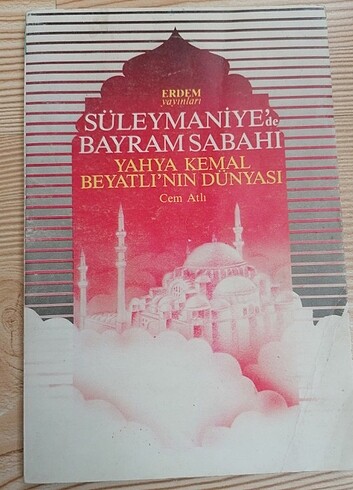 ERDEM
yayınları
SÜLEYMANİYE'de
BAYRAM SABAHI
YAHYA KEMAL
BEYATLI'NIN DÜNYASI
Cem Atlı